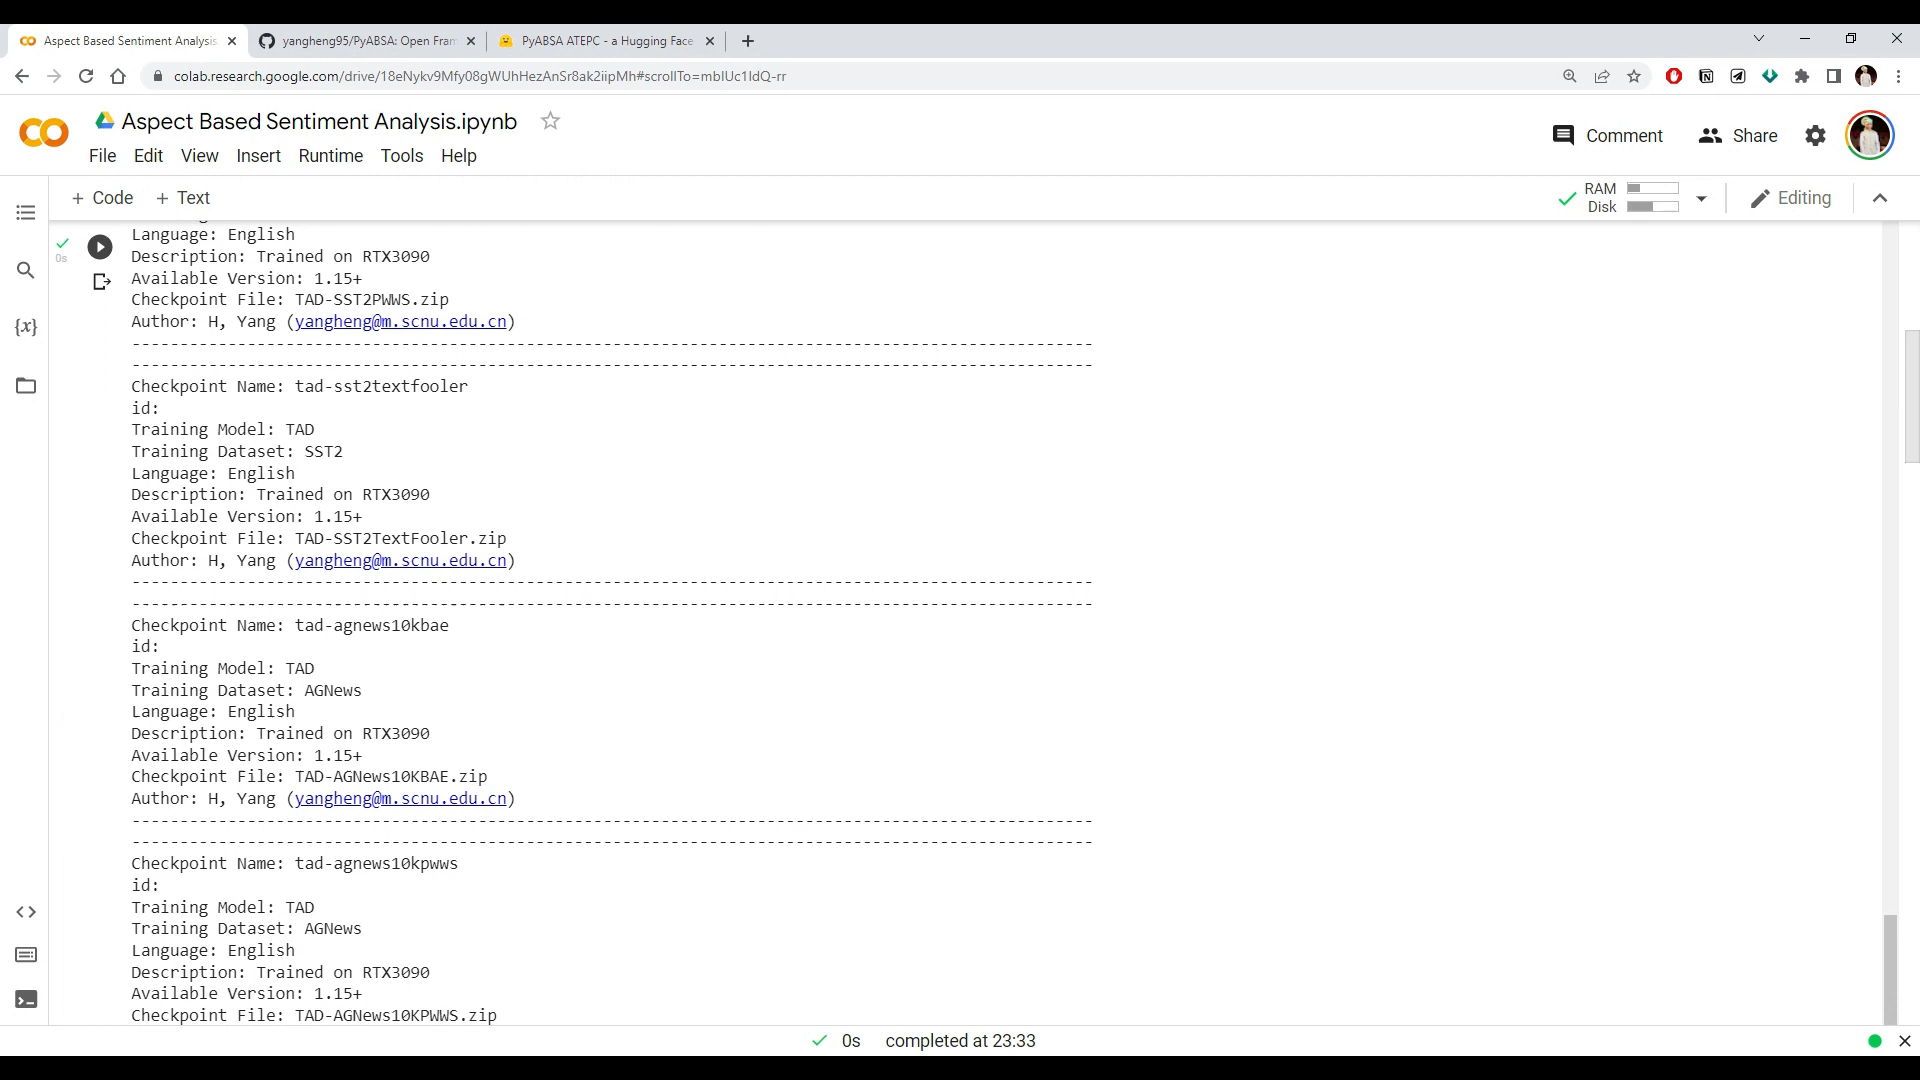 Aspect Based Sentiment Analysis
yangheng95/PyABSA: Open Fram
PyABSA ATEPC - a Hugging Face
colab.research.google.com/drive/18eNykv9Mfy08gWUhHezAnSr8ak2iipMh#scrollTo=mbIUc1IdQ-rr
Aspect Based Sentiment Analysis.ipynb
File Edit View Insert Runtime Tools Help
Comment
Share
+ Code + Text
RAM
Disk
Editing
0s
Language: English
Description: Trained on RTX3090
Available Version: 1.15+
Checkpoint File: TAD-SST2PWWS.zip
Author: H, Yang (yangheng@m.scnu.edu.cn)
----------------------------------------------------------------------------------------------------
----------------------------------------------------------------------------------------------------
Checkpoint Name: tad-sst2textfooler
id:
Training Model: TAD
Training Dataset: SST2
Language: English
Description: Trained on RTX3090
Available Version: 1.15+
Checkpoint File: TAD-SST2TextFooler.zip
Author: H, Yang (yangheng@m.scnu.edu.cn)
----------------------------------------------------------------------------------------------------
----------------------------------------------------------------------------------------------------
Checkpoint Name: tad-agnews10kbae
id:
Training Model: TAD
Training Dataset: AGNews
Language: English
Description: Trained on RTX3090
Available Version: 1.15+
Checkpoint File: TAD-AGNews10KBAE.zip
Author: H, Yang (yangheng@m.scnu.edu.cn)
----------------------------------------------------------------------------------------------------
----------------------------------------------------------------------------------------------------
Checkpoint Name: tad-agnews10kpwws
id:
Training Model: TAD
Training Dataset: AGNews
Language: English
Description: Trained on RTX3090
Available Version: 1.15+
Checkpoint File: TAD-AGNews10KPWWS.zip
0s completed at 23:33